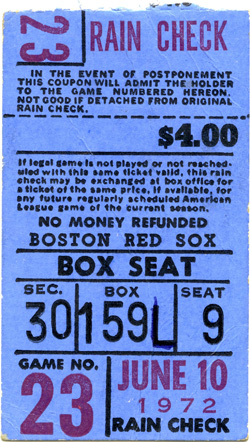 23
RAIN CHECK
IN THE EVENT OF POSTPONEMENT
THIS COUPON WILL ADMIT THE HOLDER
TO THE GAME NUMBERED HEREON.
NOT GOOD IF DETACHED FROM ORIGINAL
RAIN CHECK.
$4.00
If legal game is not played or not resched-
uled with this same ticket valid, this rain
check may be exchanged at box office for
a ticket of the same price, if available, for
any future regularly scheduled American
League game of the current season.
NO MONEY REFUNDED
BOSTON RED SOX
BOX SEAT
SEC. BOX SEAT
30 159L 9
GAME NO.
23
JUNE 10
1972
RAIN CHECK